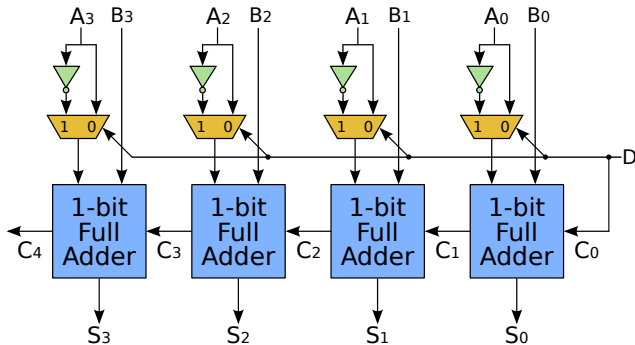 A3 B3 A2 B2 A1 B1 A0 B0
1 0 1 0 1 0 1 0
D
1-bit Full Adder
1-bit Full Adder
1-bit Full Adder
1-bit Full Adder
C4 C3 C2 C1 C0
S3 S2 S1 S0